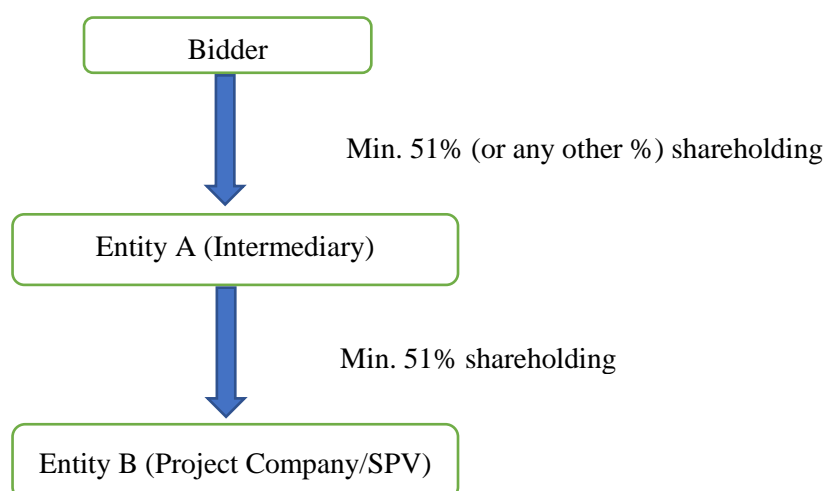 Bidder
Min. 51% (or any other %) shareholding
Entity A (Intermediary)
Min. 51% shareholding
Entity B (Project Company/SPV)